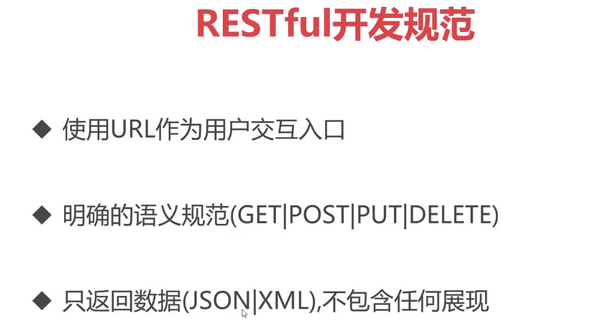 RESTful开发规范
◆ 使用URL作为用户交互入口
◆ 明确的语义规范(GET|POST|PUT|DELETE)
◆ 只返回数据(JSON|XML),不包含任何展现